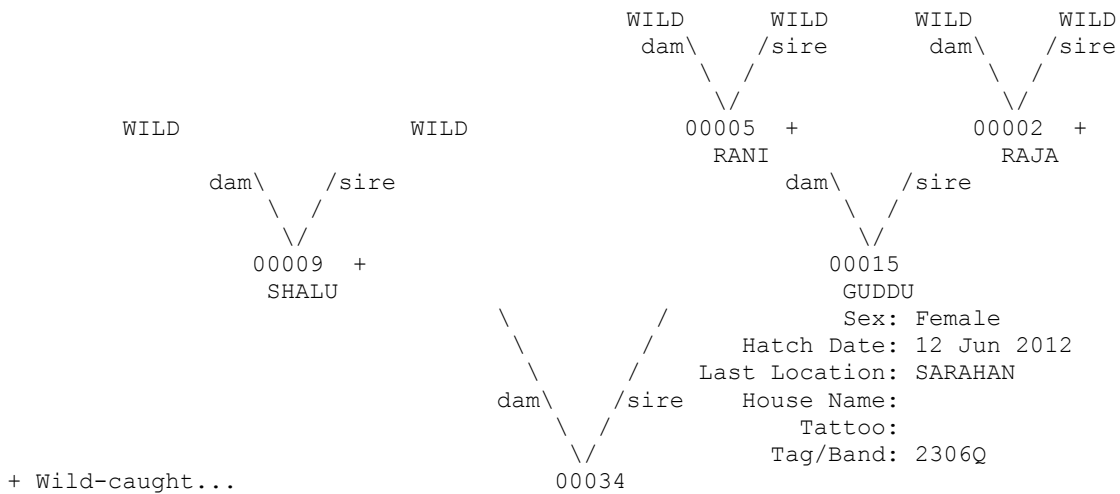 WILD WILD WILD WILD
dam\ /sire dam\ /sire
\ / \ /
\/ \/
WILD WILD 00005 + 00002 +
RANI RAJA
dam\ /sire dam\ /sire
\ / \ /
\/ \/
00009 + 00015
SHALU GUDDU
\ / Sex: Female
\ / Hatch Date: 12 Jun 2012
\ / Last Location: SARAHAN
dam\ /sire House Name:
\ / Tattoo:
\/ Tag/Band: 2306Q
+ Wild-caught... 00034